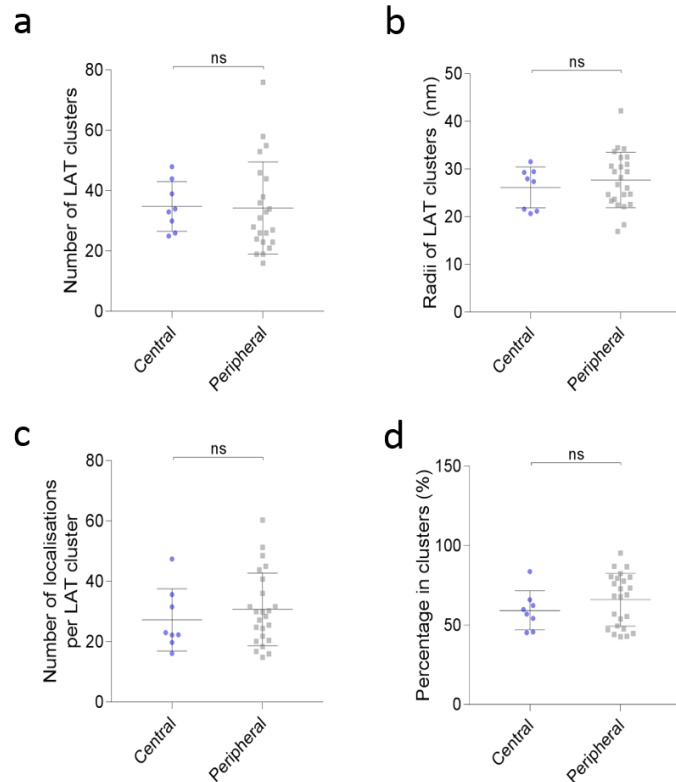 a
ns
Number of LAT clusters
80
60
40
20
0
Central
Peripheral
b
ns
Radii of LAT clusters (nm)
50
40
30
20
10
0
Central
Peripheral
c
ns
Number of localisations
per LAT cluster
80
60
40
20
0
Central
Peripheral
d
ns
Percentage in clusters (%)
150
100
50
0
Central
Peripheral